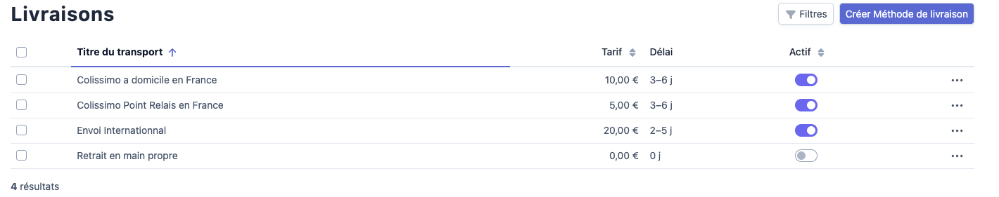 Livraisons
Filtres
Créer Méthode de livraison
Titre du transport Tarif Délai Actif
Colissimo a domicile en France 10,00 € 3–6 j
Colissimo Point Relais en France 5,00 € 3–6 j
Envoi Internationnal 20,00 € 2–5 j
Retrait en main propre 0,00 € 0 j
4 résultats